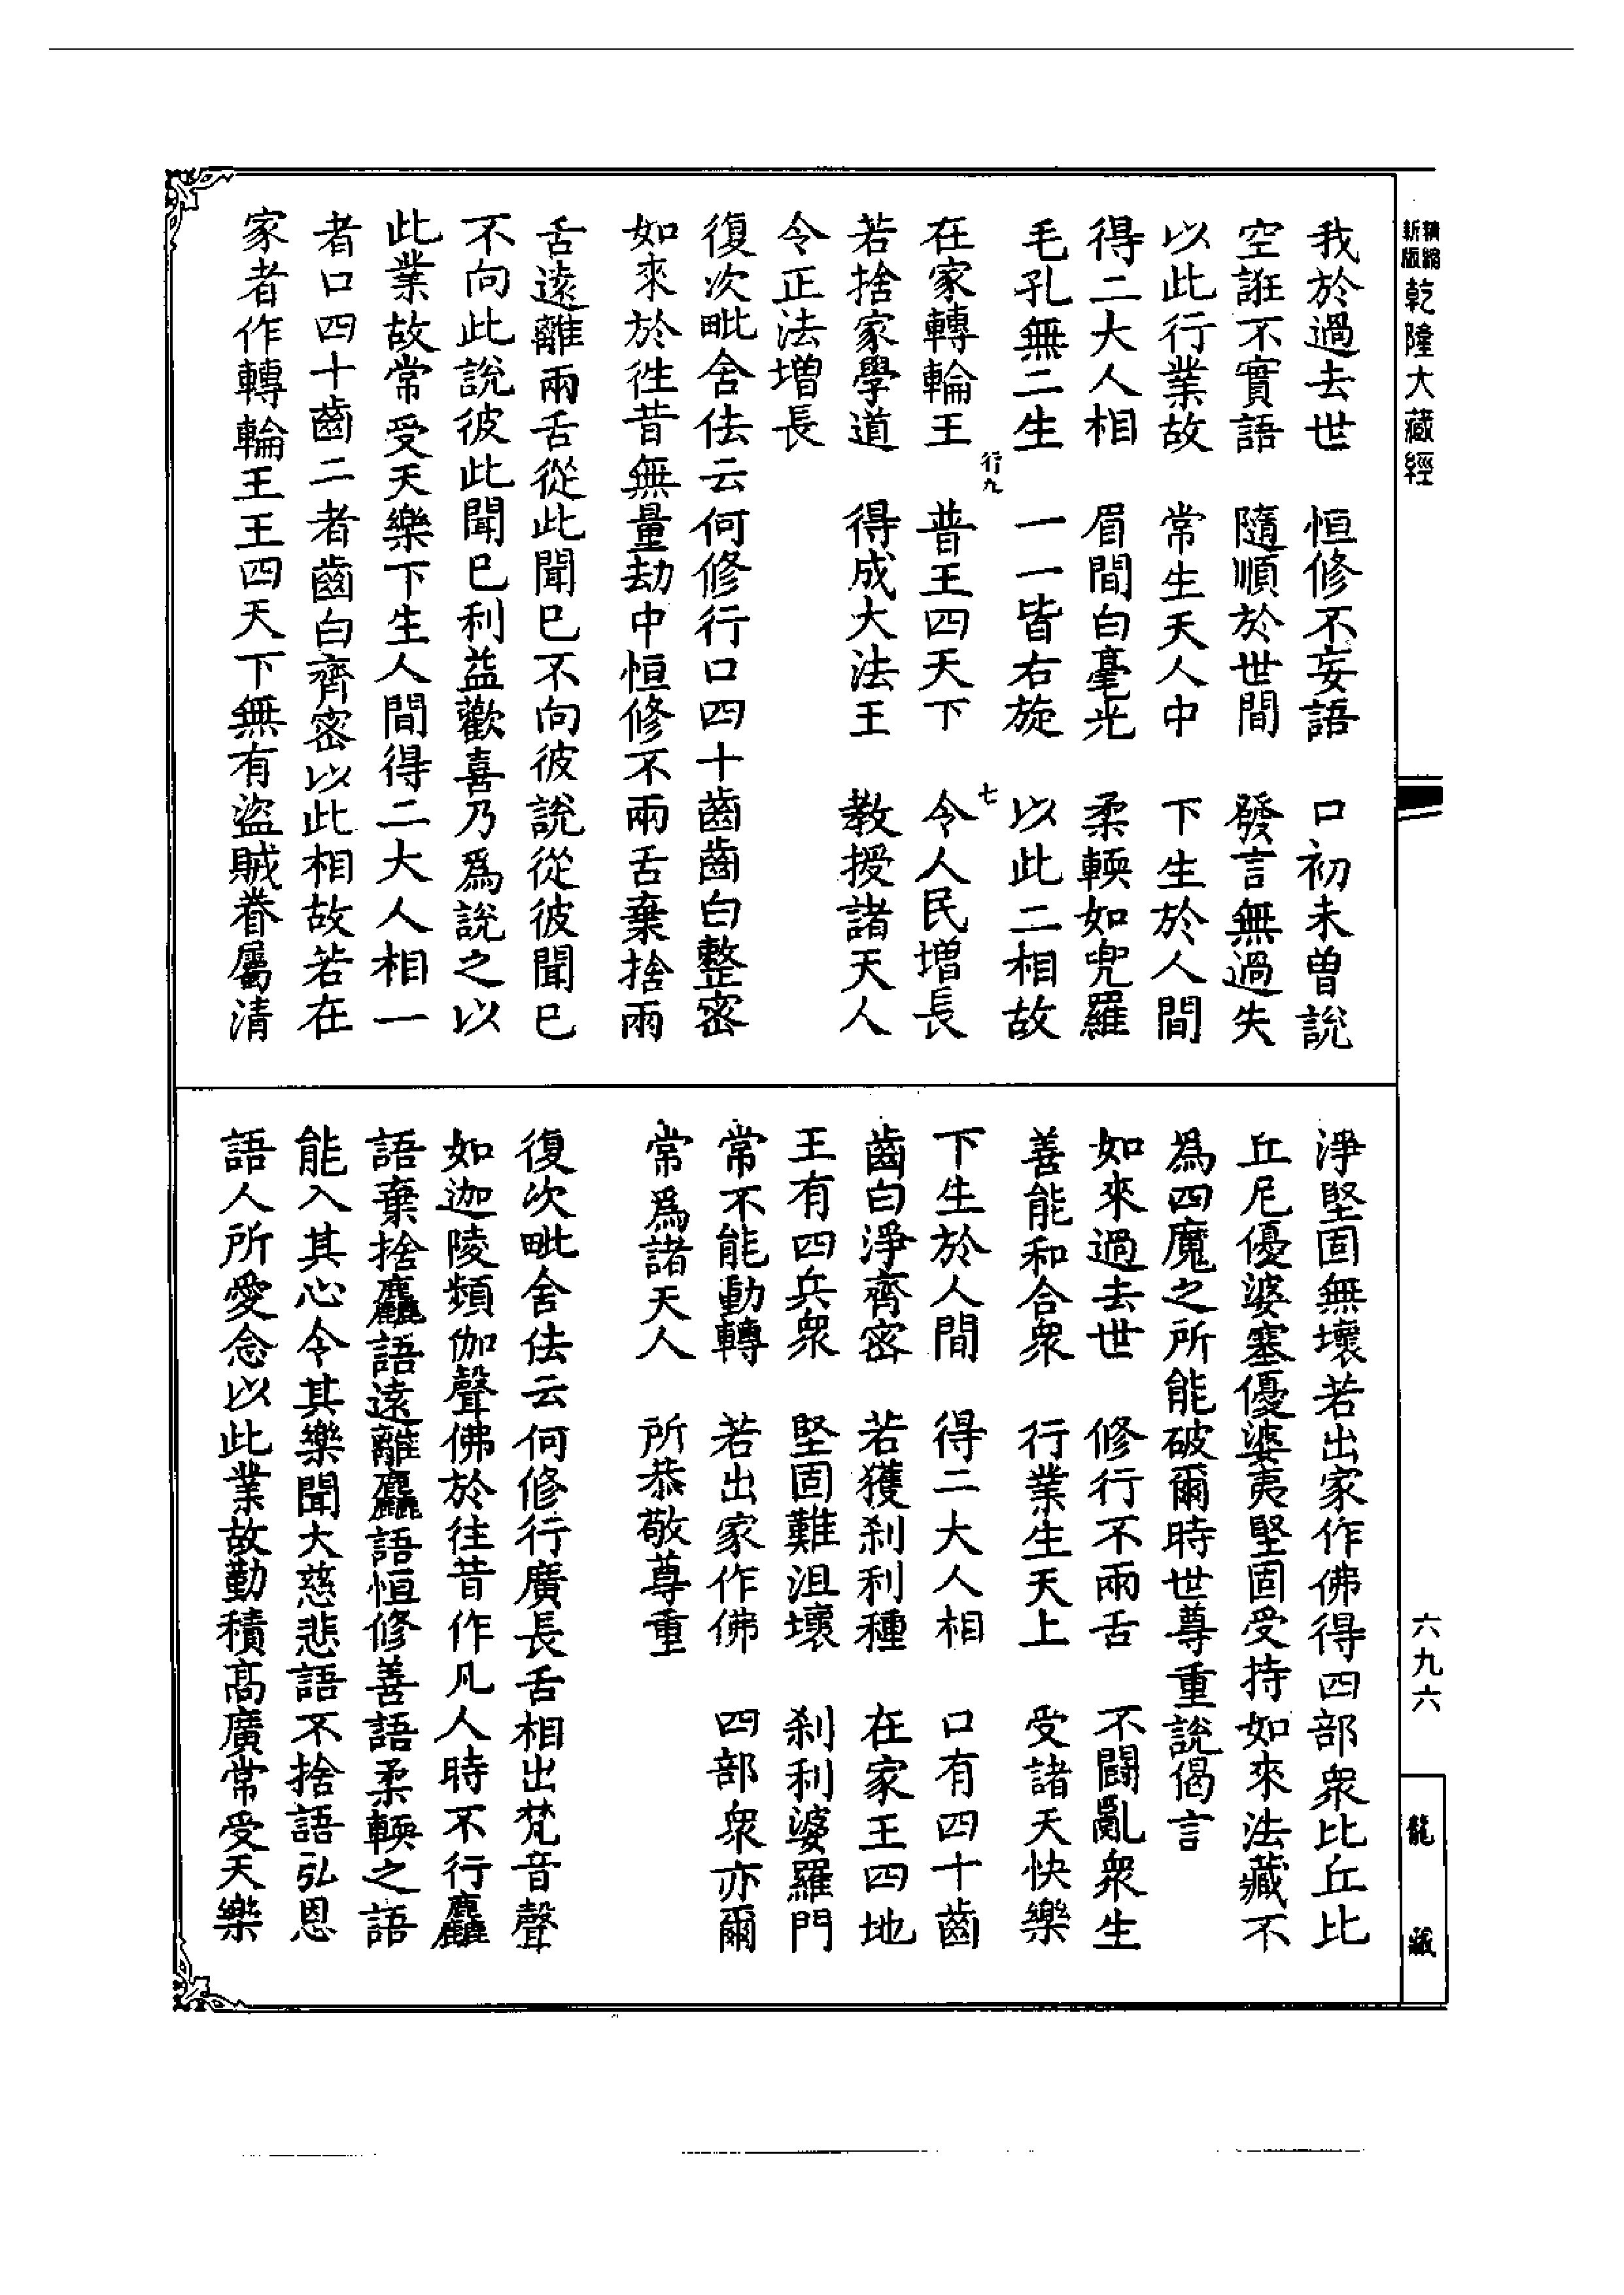 精縮新版乾隆大藏經
我於過去世　恒修不妄語　口初未曾說
空誑不實語　隨順於世間　發言無過失
以此行業故　常生天人中　下生於人間
得二大人相　眉間白毫光　柔輭如兜羅
毛孔無二生　一一皆右旋　以此二相故
行九　七
在家轉輪王　普王四天下　令人民增長
若捨家學道　得成大法王　教授諸天人
令正法增長
復次毗舍佉云何修行口四十齒齒白整密
如來於徃昔無量劫中恒修不兩舌棄捨兩
舌遠離兩舌從此聞已不向彼說從彼聞已
不向此說彼此聞已利益歡喜乃爲說之以
此業故常受天樂下生人間得二大人相一
者口四十齒二者齒白齊密以此相故若在
家者作轉輪王王四天下無有盜賊眷屬清
淨堅固無壞若出家作佛得四部衆比丘比
丘尼優婆塞優婆夷堅固受持如來法藏不
爲四魔之所能破爾時世尊重說偈言
如來過去世　修行不兩舌　不鬪亂衆生
善能和合衆　行業生天上　受諸天快樂
下生於人間　得二大人相　口有四十齒
齒白淨齊密　若獲刹利種　在家王四地
王有四兵衆　堅固難沮壞　刹利婆羅門
常不能動轉　若出家作佛　四部衆亦爾
常爲諸天人　所恭敬尊重
復次毗舍佉云何修行廣長舌相出梵音聲
如迦陵頻伽聲佛於往昔作凡人時不行麤
語棄捨麤語遠離麤語恒修善語柔輭之語
能入其心令其樂聞大慈悲語不捨語弘恩
語人所愛念以此業故勤積高廣常受天樂
六九六
龍藏